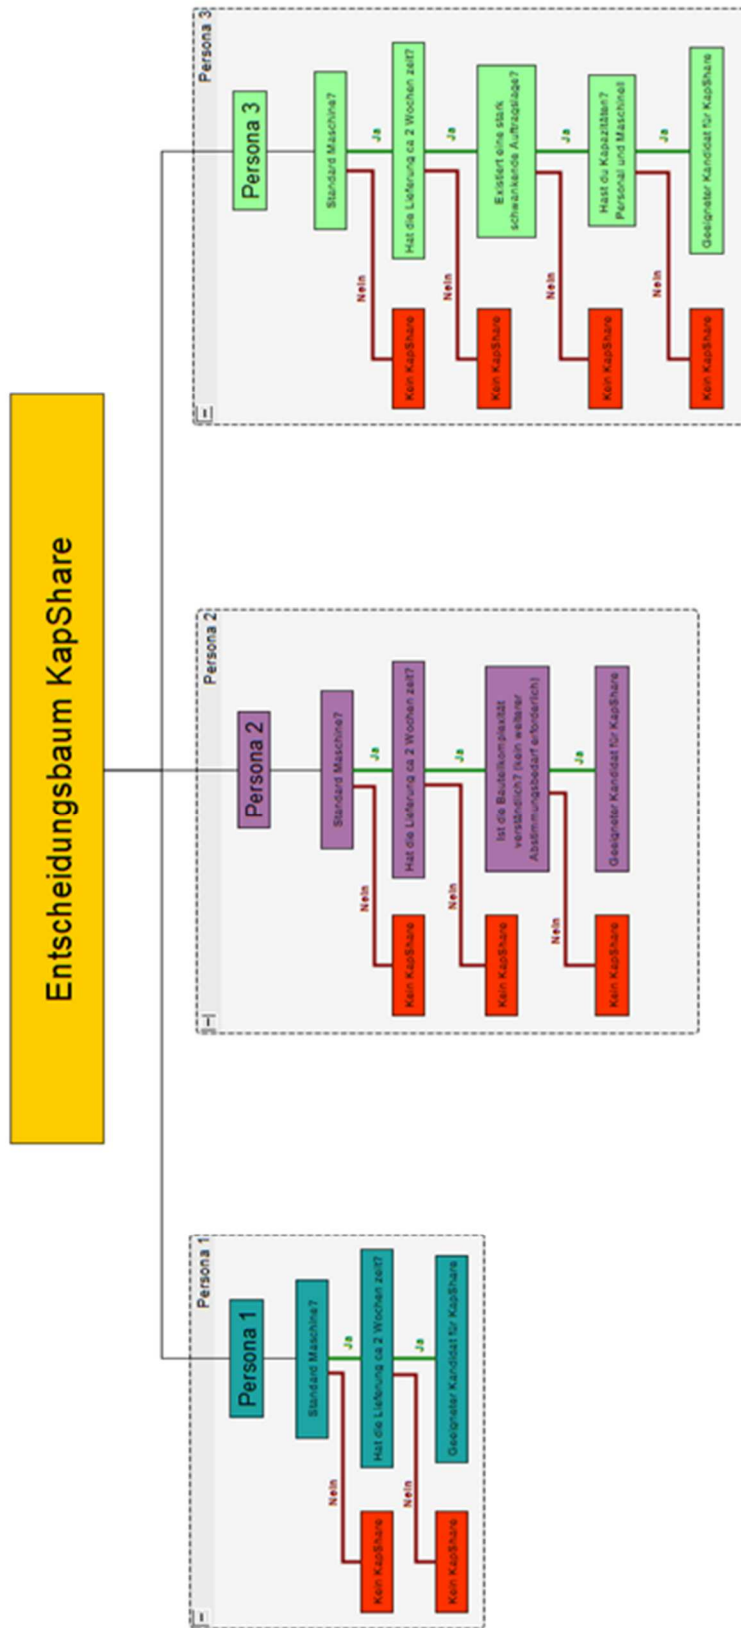 Entscheidungsbaum KapShare
Persona 1
Persona 1
Standard Maschine?
Nein
Ja
Kein KapShare
Hat die Lieferung ca 2 Wochen zeit?
Nein
Ja
Kein KapShare
Geeigneter Kandidat für KapShare
Persona 2
Persona 2
Standard Maschine?
Nein
Ja
Kein KapShare
Hat die Lieferung ca 2 Wochen zeit?
Nein
Ja
Kein KapShare
Ist die Bauteilkomplexität
verständlich? (kein weiterer
Abstimmungsbedarf erforderlich)
Nein
Ja
Kein KapShare
Geeigneter Kandidat für KapShare
Persona 3
Persona 3
Standard Maschine?
Nein
Ja
Kein KapShare
Hat die Lieferung ca 2 Wochen zeit?
Nein
Ja
Kein KapShare
Existiert eine stark
schwankende Auftragslage?
Nein
Ja
Kein KapShare
Hast du Kapazitäten?
Personal und Maschine!
Nein
Ja
Kein KapShare
Geeigneter Kandidat für KapShare